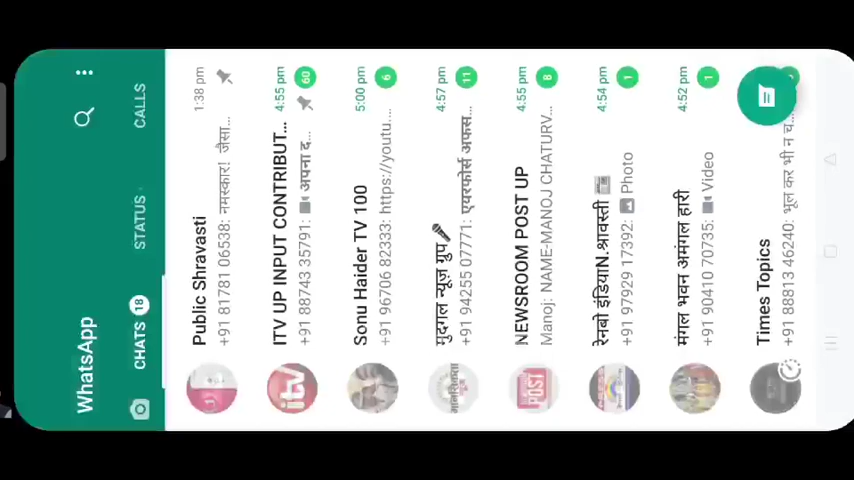 WhatsApp
CHATS 18 STATUS CALLS
Public Shravasti 1:38 pm
+91 81781 06538: नमस्कार! जैसा...
ITV UP INPUT CONTRIBUT... 4:55 pm
+91 88743 35791: अपना द... 60
Sonu Haider TV 100 5:00 pm
+91 96706 82333: https://youtu.... 6
मुदगल न्यूज़ ग्रुप 4:57 pm
+91 94255 07771: एयरफोर्स अफस... 11
NEWSROOM POST UP 4:55 pm
Manoj: NAME-MANOJ CHATURV... 8
रेनबो इंडियाN.श्रावस्ती 4:54 pm
+91 97929 17392: Photo 1
मंगल भवन अमंगल हारी 4:52 pm
+91 90410 70735: Video 1
Times Topics
+91 88813 46240: भूल कर भी न च...
itv
POST